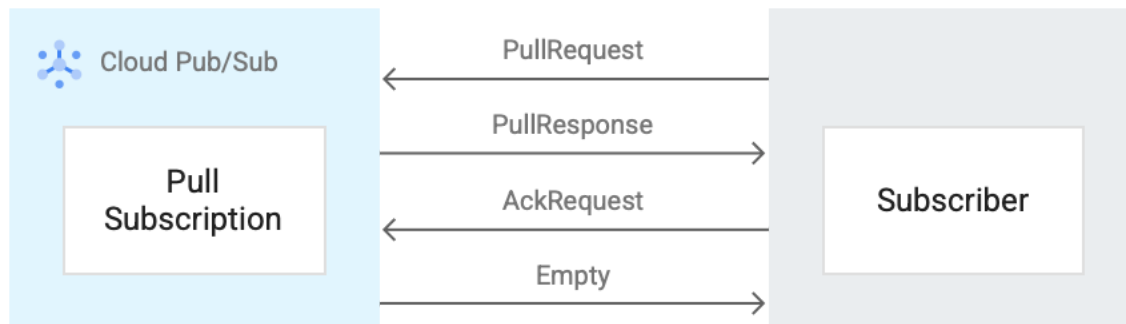 Cloud Pub/Sub
Pull
Subscription
PullRequest
PullResponse
AckRequest
Empty
Subscriber